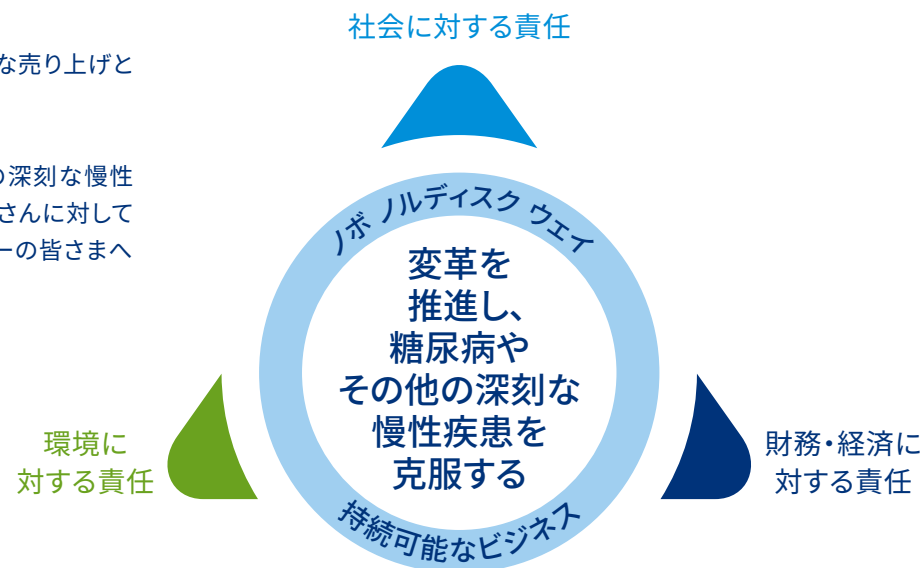 社会に対する責任
な売り上げと
の深刻な慢性
さんに対して
ーの皆さまへ
ノボ ノルディスク ウェイ
変革を
推進し、
糖尿病や
その他の深刻な
慢性疾患を
克服する
持続可能なビジネス
環境に
対する責任
財務・経済に
対する責任